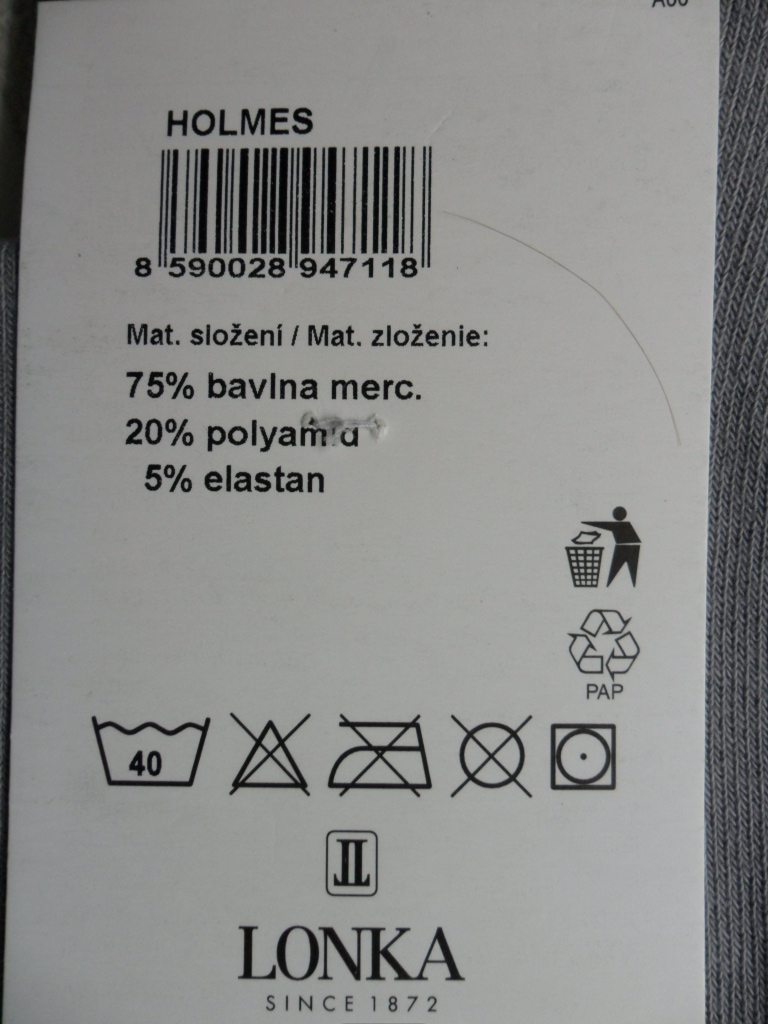 HOLMES
8 590028 947118
Mat. složení / Mat. zloženie:
75% bavlna merc.
20% polyamid
5% elastan
PAP
40
LONKA
SINCE 1872